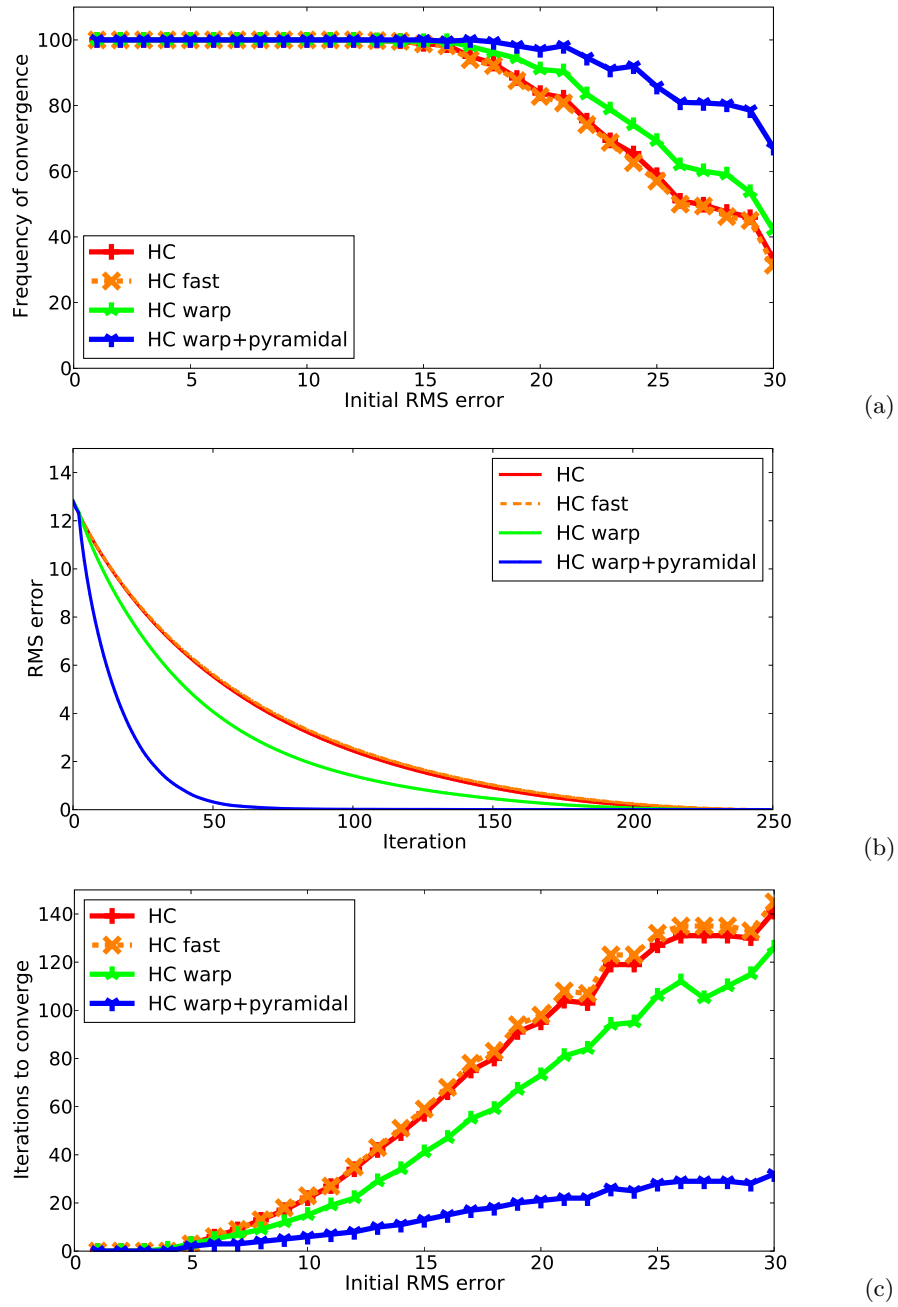 100
80
60
40
20
0
Frequency of convergence
HC
HC fast
HC warp
HC warp+pyramidal
0 5 10 15 20 25 30
Initial RMS error
(a)
14
12
10
8
6
4
2
0
RMS error
HC
HC fast
HC warp
HC warp+pyramidal
0 50 100 150 200 250
Iteration
(b)
140
120
100
80
60
40
20
0
Iterions to converge
HC
HC fast
HC warp
HC warp+pyramidal
0 5 10 15 20 25 30
Initial RMS error
(c)